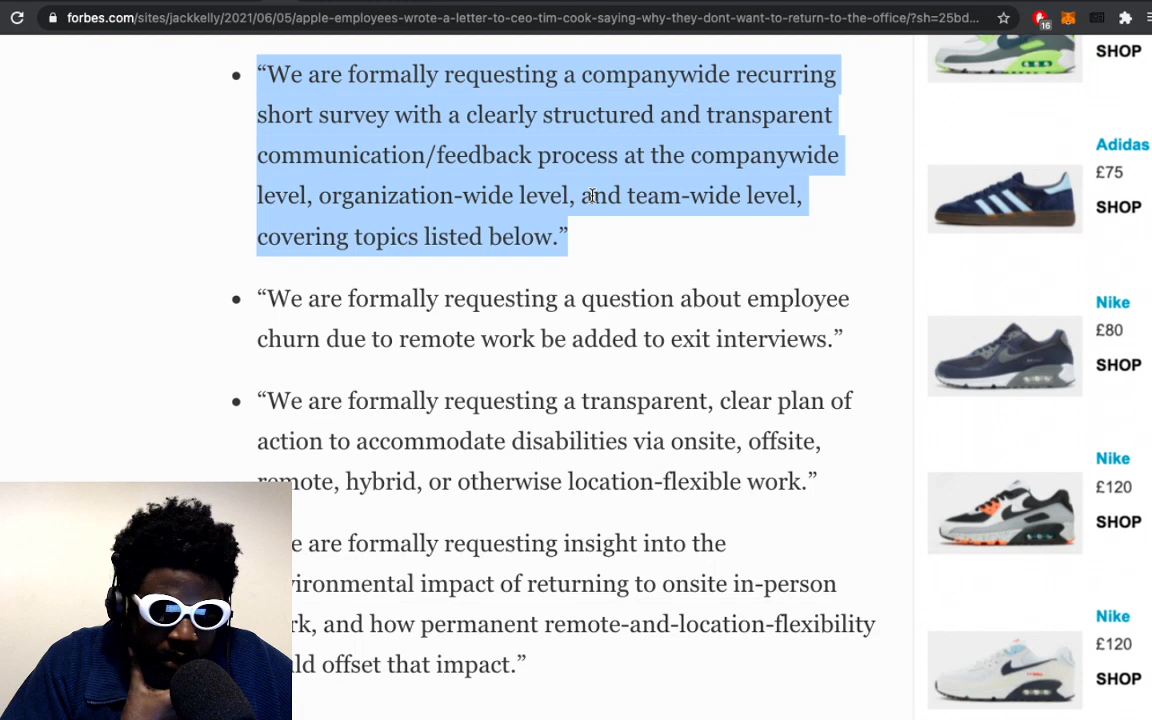 forbes.com/sites/jackkelly/2021/06/05/apple-employees-wrote-a-letter-to-ceo-tim-cook-saying-why-they-dont-want-to-return-to-the-office/?sh=25bd...
16
“We are formally requesting a companywide recurring
short survey with a clearly structured and transparent
communication/feedback process at the companywide
level, organization-wide level, and team-wide level,
covering topics listed below.”
“We are formally requesting a question about employee
churn due to remote work be added to exit interviews.”
“We are formally requesting a transparent, clear plan of
action to accommodate disabilities via onsite, offsite,
remote, hybrid, or otherwise location-flexible work.”
e are formally requesting insight into the
vironmental impact of returning to onsite in-person
rk, and how permanent remote-and-location-flexibility
ld offset that impact.”
SHOP
Adidas
£75
SHOP
Nike
£80
SHOP
Nike
£120
SHOP
Nike
£120
SHOP